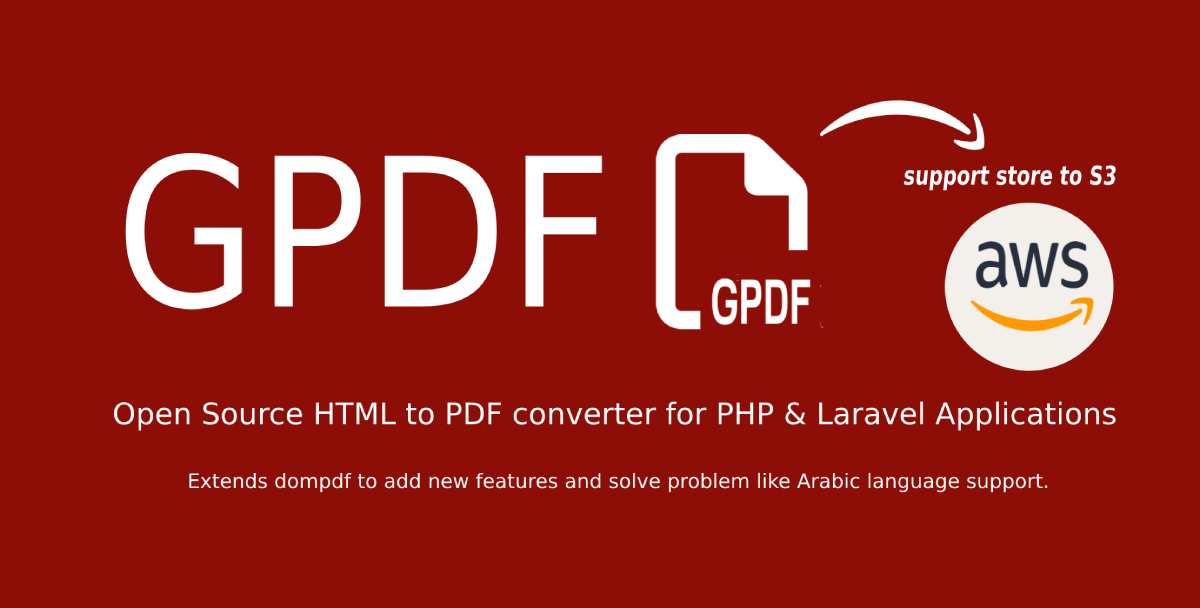 GPDF
GPDF
support store to S3
aws
Open Source HTML to PDF converter for PHP & Laravel Applications
Extends dompdf to add new features and solve problem like Arabic language support.